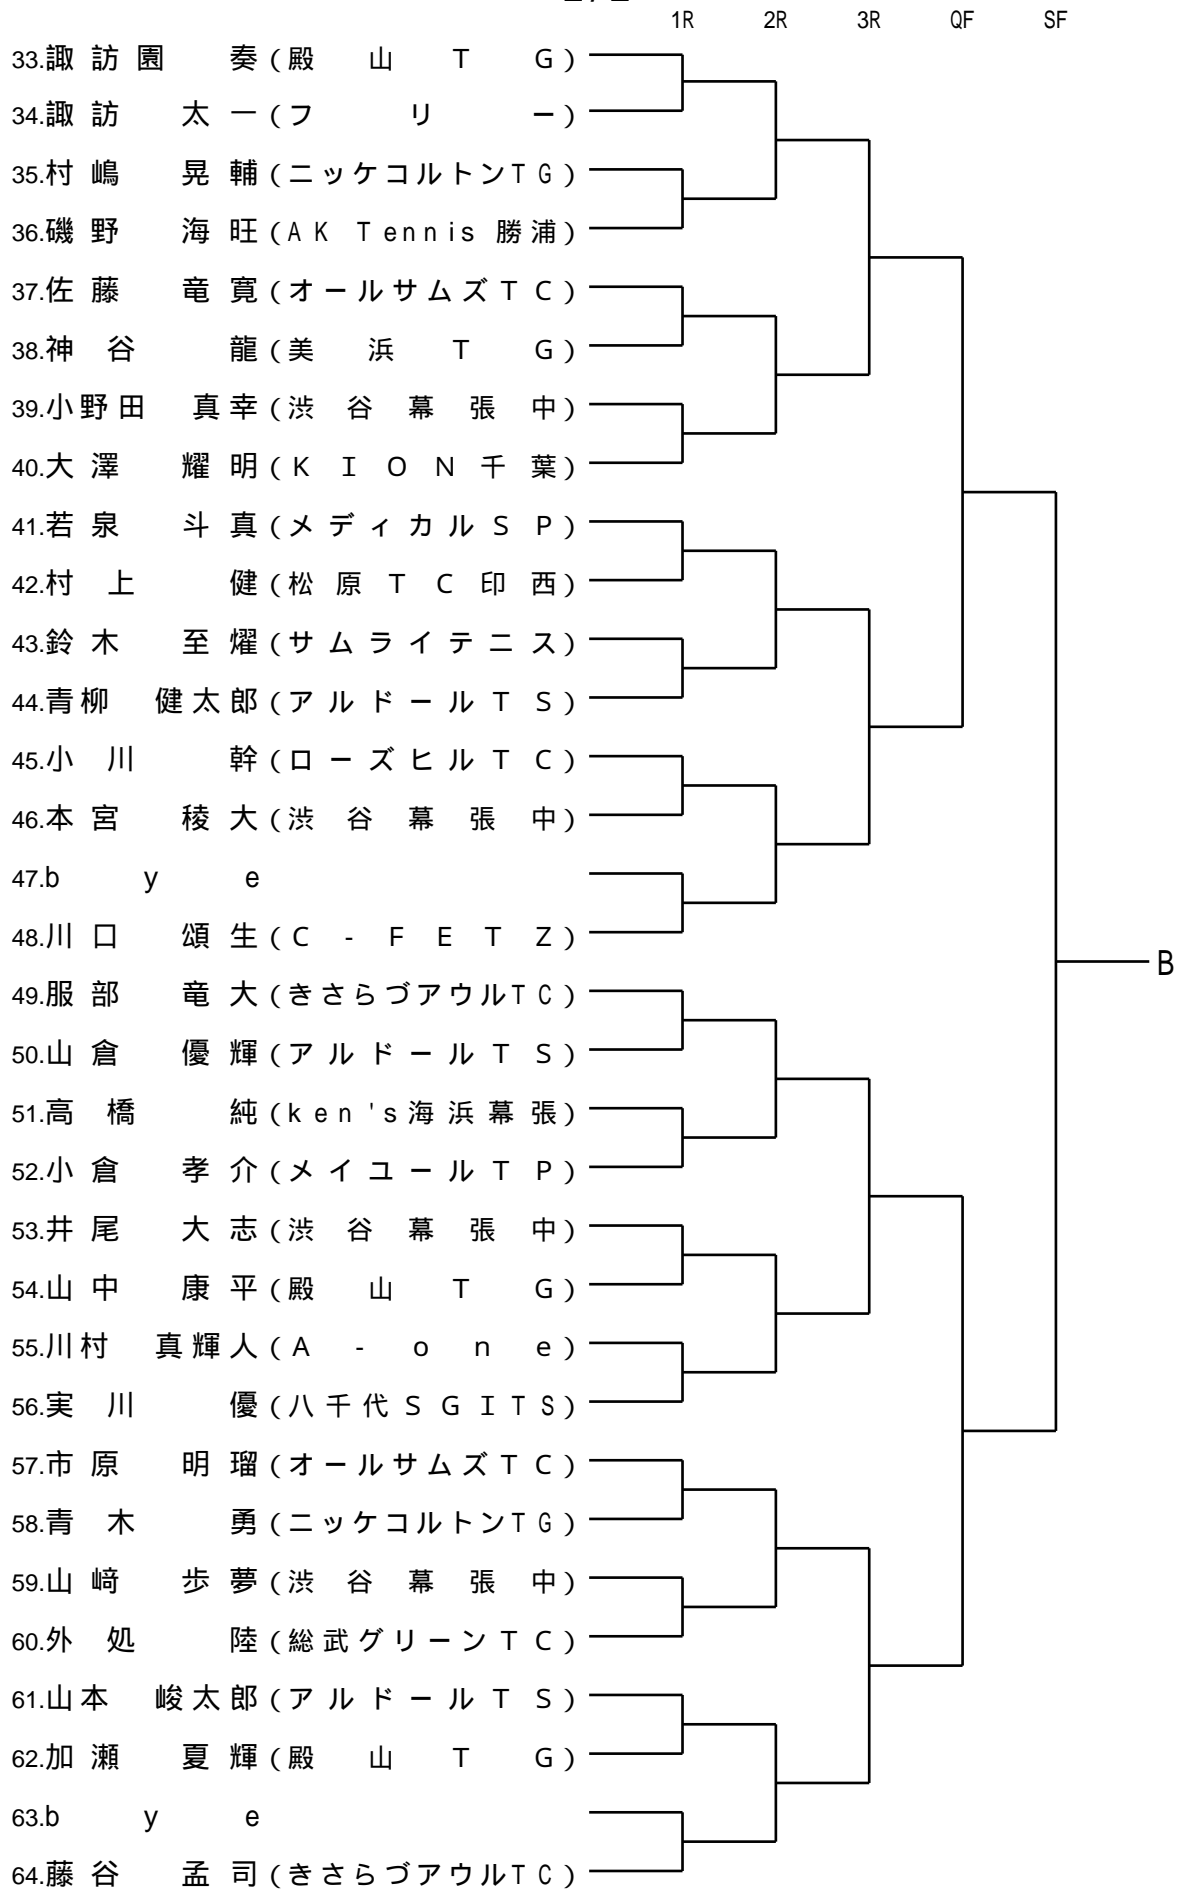 1R 2R 3R QF SF
33.諏訪園 奏(殿山TG)
34.諏訪 太一(フリー)
35.村嶋 晃輔(ニッケコルトンTG)
36.磯野 海旺(AK Tennis 勝浦)
37.佐藤 竜寛(オールサムズTC)
38.神谷 龍(美浜TG)
39.小野田 真幸(渋谷幕張中)
40.大澤 耀明(KION千葉)
41.若泉 斗真(メディカルSP)
42.村上 健(松原TC印西)
43.鈴木 至燿(サムライテニス)
44.青柳 健太郎(アルドールTS)
45.小川 幹(ローズヒルTC)
46.本宮 稜大(渋谷幕張中)
47.bye
48.川口 頌生(C-FETZ)
B
49.服部 竜大(きさらづアウルTC)
50.山倉 優輝(アルドールTS)
51.高橋 純(ken's海浜幕張)
52.小倉 孝介(メイユールTP)
53.井尾 大志(渋谷幕張中)
54.山中 康平(殿山TG)
55.川村 真輝人(A-one)
56.実川 優(八千代SGITS)
57.市原 明瑠(オールサムズTC)
58.青木 勇(ニッケコルトンTG)
59.山﨑 歩夢(渋谷幕張中)
60.外処 陸(総武グリーンTC)
61.山本 峻太郎(アルドールTS)
62.加瀬 夏輝(殿山TG)
63.bye
64.藤谷 孟司(きさらづアウルTC)